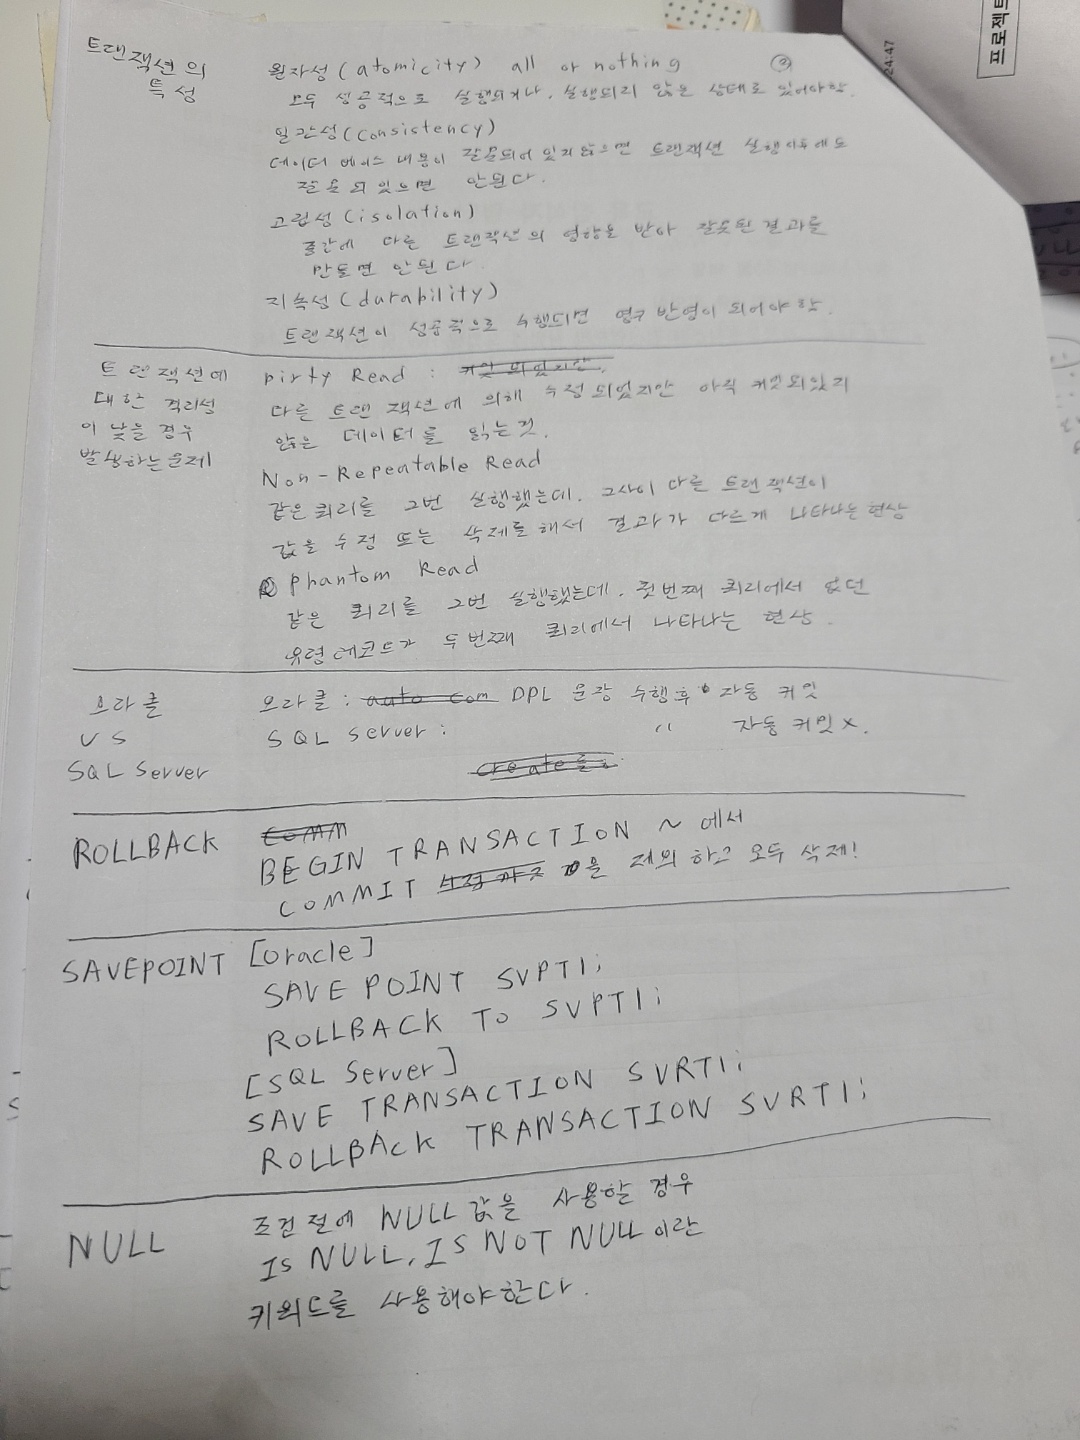 트랜잭션의
특성
원자성(atomicity) all or nothing ③
모두 성공적으로 실행되거나, 실행되지 않은 상태로 있어야함.
일관성(consistency)
데이터 베이스 내용이 잘못되어 있지않으면 트랜잭션 실행이후에도
잘못 되 있으면 안된다.
고립성(isolation)
중간에 다른 트랜잭션의 영향을 받아 잘못된 결과를
만들면 안된다.
지속성(durability)
트랜잭션이 성공적으로 수행되면 영구 반영이 되어야 함.
트랜잭션에
대한 격리성
이 낮을 경우
발생하는문제
Dirty Read : 커밋 되었지만,
다른 트랜잭션에 의해 수정 되었지만 아직 커밋되있지
않은 데이터를 읽는것.
Non-Repeatable Read
같은 쿼리를 2번 실행했는데. 그사이 다른 트랜잭션이
값을 수정 또는 삭제를 해서 결과가 다르게 나타나는 현상
Phantom Read
같은 쿼리를 2번 실행했는데. 첫번째 쿼리에서 없던
유령 레코드가 두번째 쿼리에서 나타나는 현상.
오라클
VS
SQL Server
오라클 : auto com DDL 문장 수행후 자동 커밋
SQL Server : 〃 자동 커밋 X.
create를
ROLLBACK
COMM
BEGIN TRANSACTION ~ 에서
COMMIT 을 제외 하고 모두 삭제!
SAVEPOINT
[Oracle]
SAVE POINT SVPT1;
ROLLBACK TO SVPT1;
[SQL Server]
SAVE TRANSACTION SVRT1;
ROLLBACK TRANSACTION SVRT1;
NULL
조건절에 NULL 값을 사용할 경우
IS NULL, IS NOT NULL 이란
키워드를 사용해야한다.
24:47
프로젝트